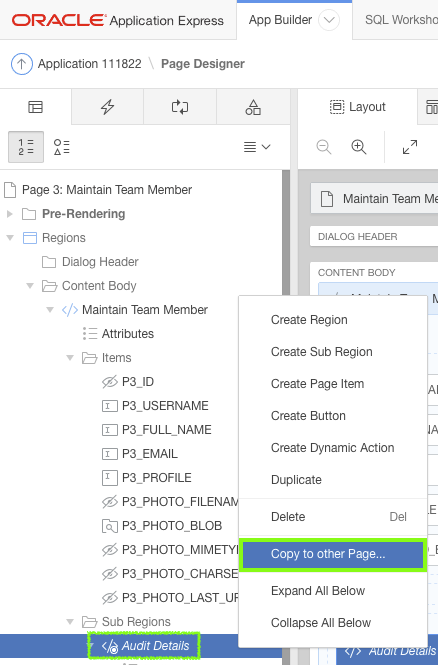 ORACLE Application Express
App Builder
SQL Worksho
Application 111822 \ Page Designer
Layout
Page 3: Maintain Team Member
Pre-Rendering
Regions
Dialog Header
Content Body
Maintain Team Member
Attributes
Items
P3_ID
P3_USERNAME
P3_FULL_NAME
P3_EMAIL
P3_PROFILE
P3_PHOTO_FILENAM
P3_PHOTO_BLOB
P3_PHOTO_MIMETY
P3_PHOTO_CHARSE
P3_PHOTO_LAST_UP
Sub Regions
Audit Details
Maintain Team Me
DIALOG HEADER
CONTENT BODY
Create Region
Create Sub Region
Create Page Item
Create Button
Create Dynamic Action
Duplicate
Delete Del
Copy to other Page...
Expand All Below
Collapse All Below
Audit Details